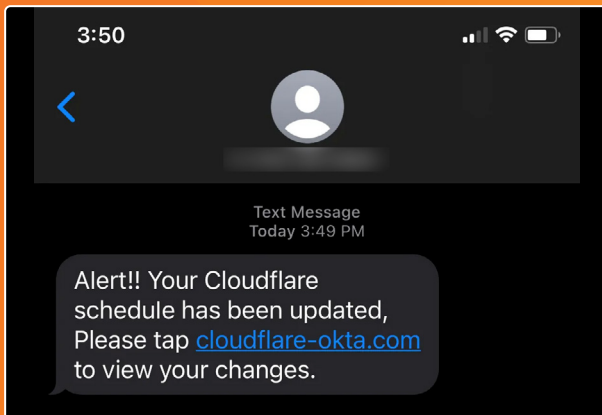 3:50
Text Message
Today 3:49 PM
Alert!! Your Cloudflare
schedule has been updated,
Please tap cloudflare-okta.com
to view your changes.